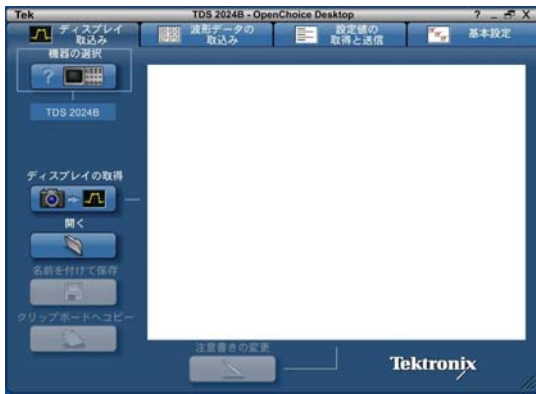 Tek
TDS 2024B - OpenChoice Desktop
ディスプレイ
取込み
波形データの
取込み
設定値の
取得と送信
基本設定
機器の選択
TDS 2024B
ディスプレイの取得
開く
名前を付けて保存
クリップボードへコピー
注意書きの変更
Tektronix